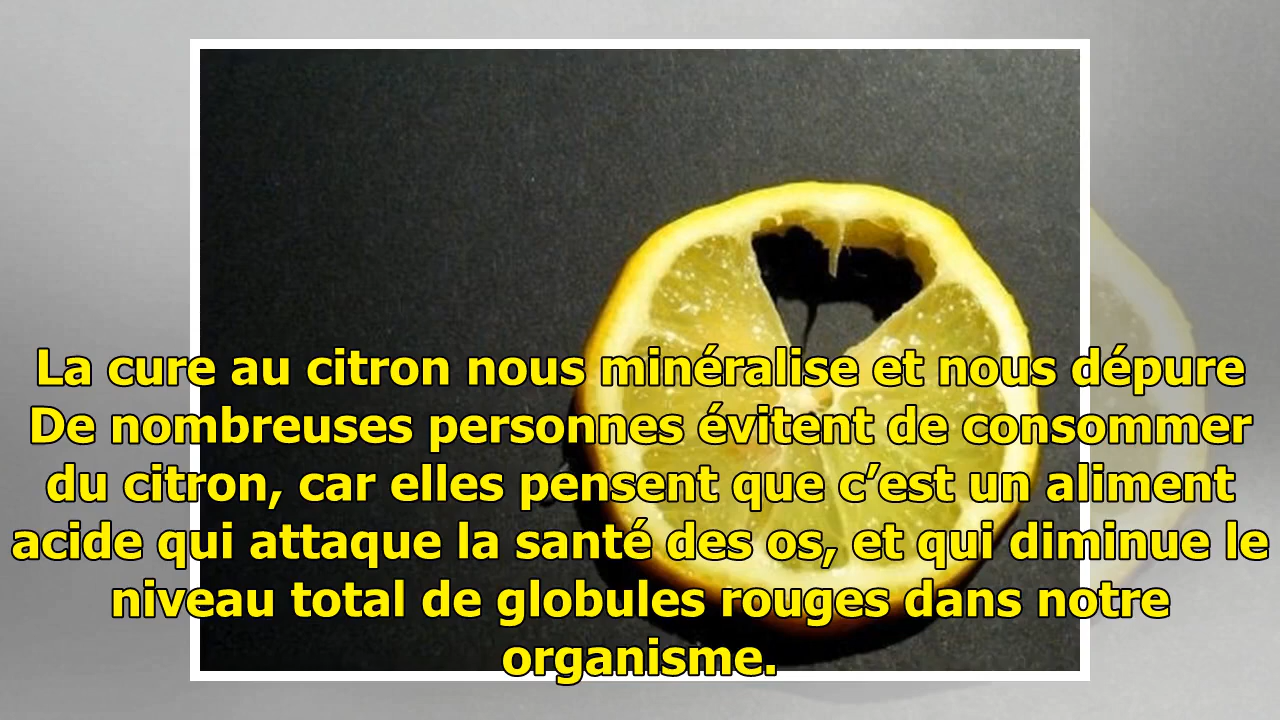 La cure au citron nous minéralise et nous dépure
De nombreuses personnes évitent de consommer
du citron, car elles pensent que c’est un aliment
acide qui attaque la santé des os, et qui diminue le
niveau total de globules rouges dans notre
organisme.